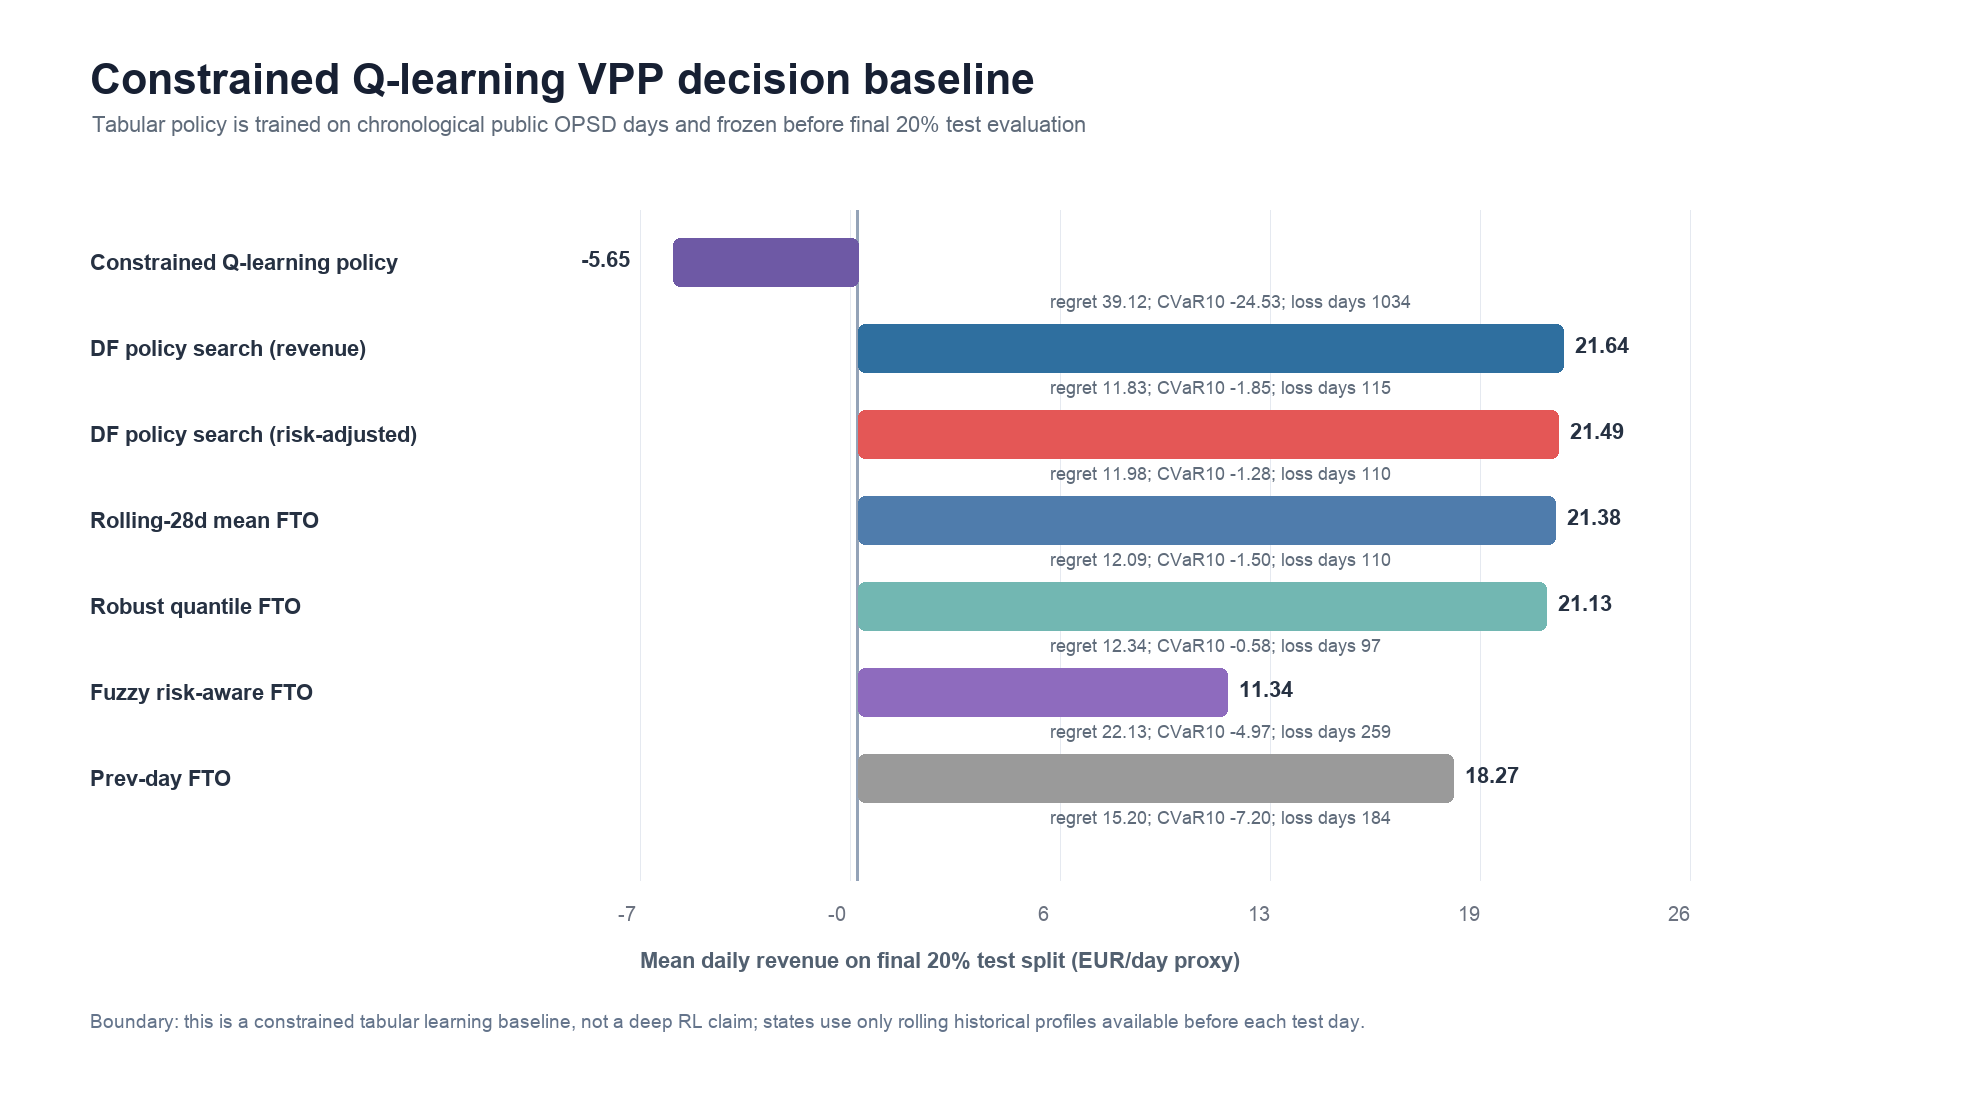 Constrained Q-learning VPP decision baseline
Tabular policy is trained on chronological public OPSD days and frozen before final 20% test evaluation
Constrained Q-learning policy
-5.65
regret 39.12; CVaR10 -24.53; loss days 1034
DF policy search (revenue)
21.64
regret 11.83; CVaR10 -1.85; loss days 115
DF policy search (risk-adjusted)
21.49
regret 11.98; CVaR10 -1.28; loss days 110
Rolling-28d mean FTO
21.38
regret 12.09; CVaR10 -1.50; loss days 110
Robust quantile FTO
21.13
regret 12.34; CVaR10 -0.58; loss days 97
Fuzzy risk-aware FTO
11.34
regret 22.13; CVaR10 -4.97; loss days 259
Prev-day FTO
18.27
regret 15.20; CVaR10 -7.20; loss days 184
-7 -0 6 13 19 26
Mean daily revenue on final 20% test split (EUR/day proxy)
Boundary: this is a constrained tabular learning baseline, not a deep RL claim; states use only rolling historical profiles available before each test day.